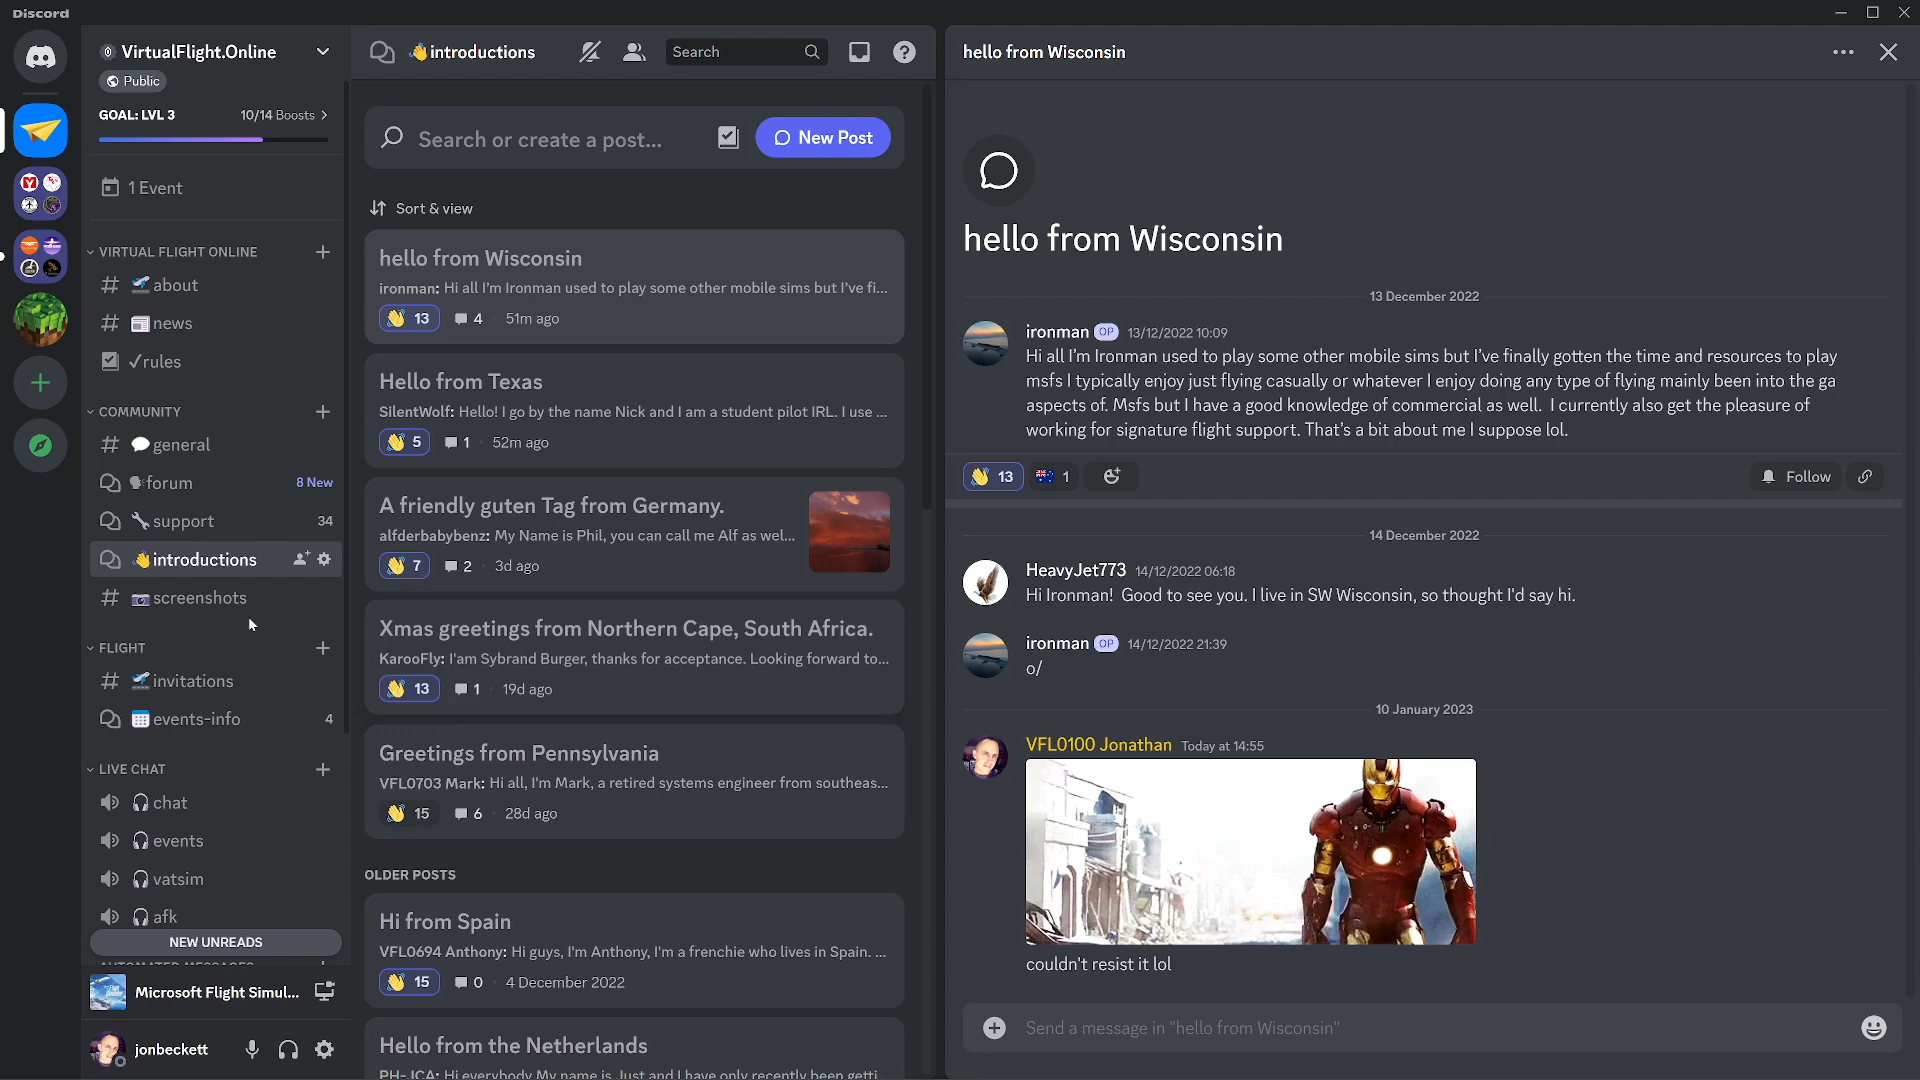 Discord
VirtualFlight.Online
Public
GOAL: LVL 3
10/14 Boosts
1 Event
VIRTUAL FLIGHT ONLINE
about
news
✓rules
COMMUNITY
general
forum
8 New
support
34
introductions
screenshots
FLIGHT
invitations
events-info
4
LIVE CHAT
chat
events
vatsim
afk
NEW UNREADS
AUTOMATED MESSAGES
Microsoft Flight Simul...
jonbeckett
introductions
Search
Search or create a post...
New Post
Sort & view
hello from Wisconsin
ironman: Hi all I'm Ironman used to play some other mobile sims but I've fi...
13 4 · 51m ago
Hello from Texas
SilentWolf: Hello! I go by the name Nick and I am a student pilot IRL. I use ...
5 1 · 52m ago
A friendly guten Tag from Germany.
alfderbabybenz: My Name is Phil, you can call me Alf as wel...
7 2 · 3d ago
Xmas greetings from Northern Cape, South Africa.
KarooFly: I'am Sybrand Burger, thanks for acceptance. Looking forward to...
13 1 · 19d ago
Greetings from Pennsylvania
VFL0703 Mark: Hi all, I'm Mark, a retired systems engineer from southeas...
15 6 · 28d ago
OLDER POSTS
Hi from Spain
VFL0694 Anthony: Hi guys, I'm Anthony, I'm a frenchie who lives in Spain. ...
15 0 · 4 December 2022
Hello from the Netherlands
PH-JCA: Hi everybody My name is Just and I have only recently been getti
hello from Wisconsin
hello from Wisconsin
13 December 2022
ironman OP 13/12/2022 10:09
Hi all I'm Ironman used to play some other mobile sims but I've finally gotten the time and resources to play
msfs I typically enjoy just flying casually or whatever I enjoy doing any type of flying mainly been into the ga
aspects of. Msfs but I have a good knowledge of commercial as well. I currently also get the pleasure of
working for signature flight support. That's a bit about me I suppose lol.
13 1
Follow
14 December 2022
HeavyJet773 14/12/2022 06:18
Hi Ironman! Good to see you. I live in SW Wisconsin, so thought I'd say hi.
ironman OP 14/12/2022 21:39
o/
10 January 2023
VFL0100 Jonathan Today at 14:55
couldn't resist it lol
Send a message in "hello from Wisconsin"